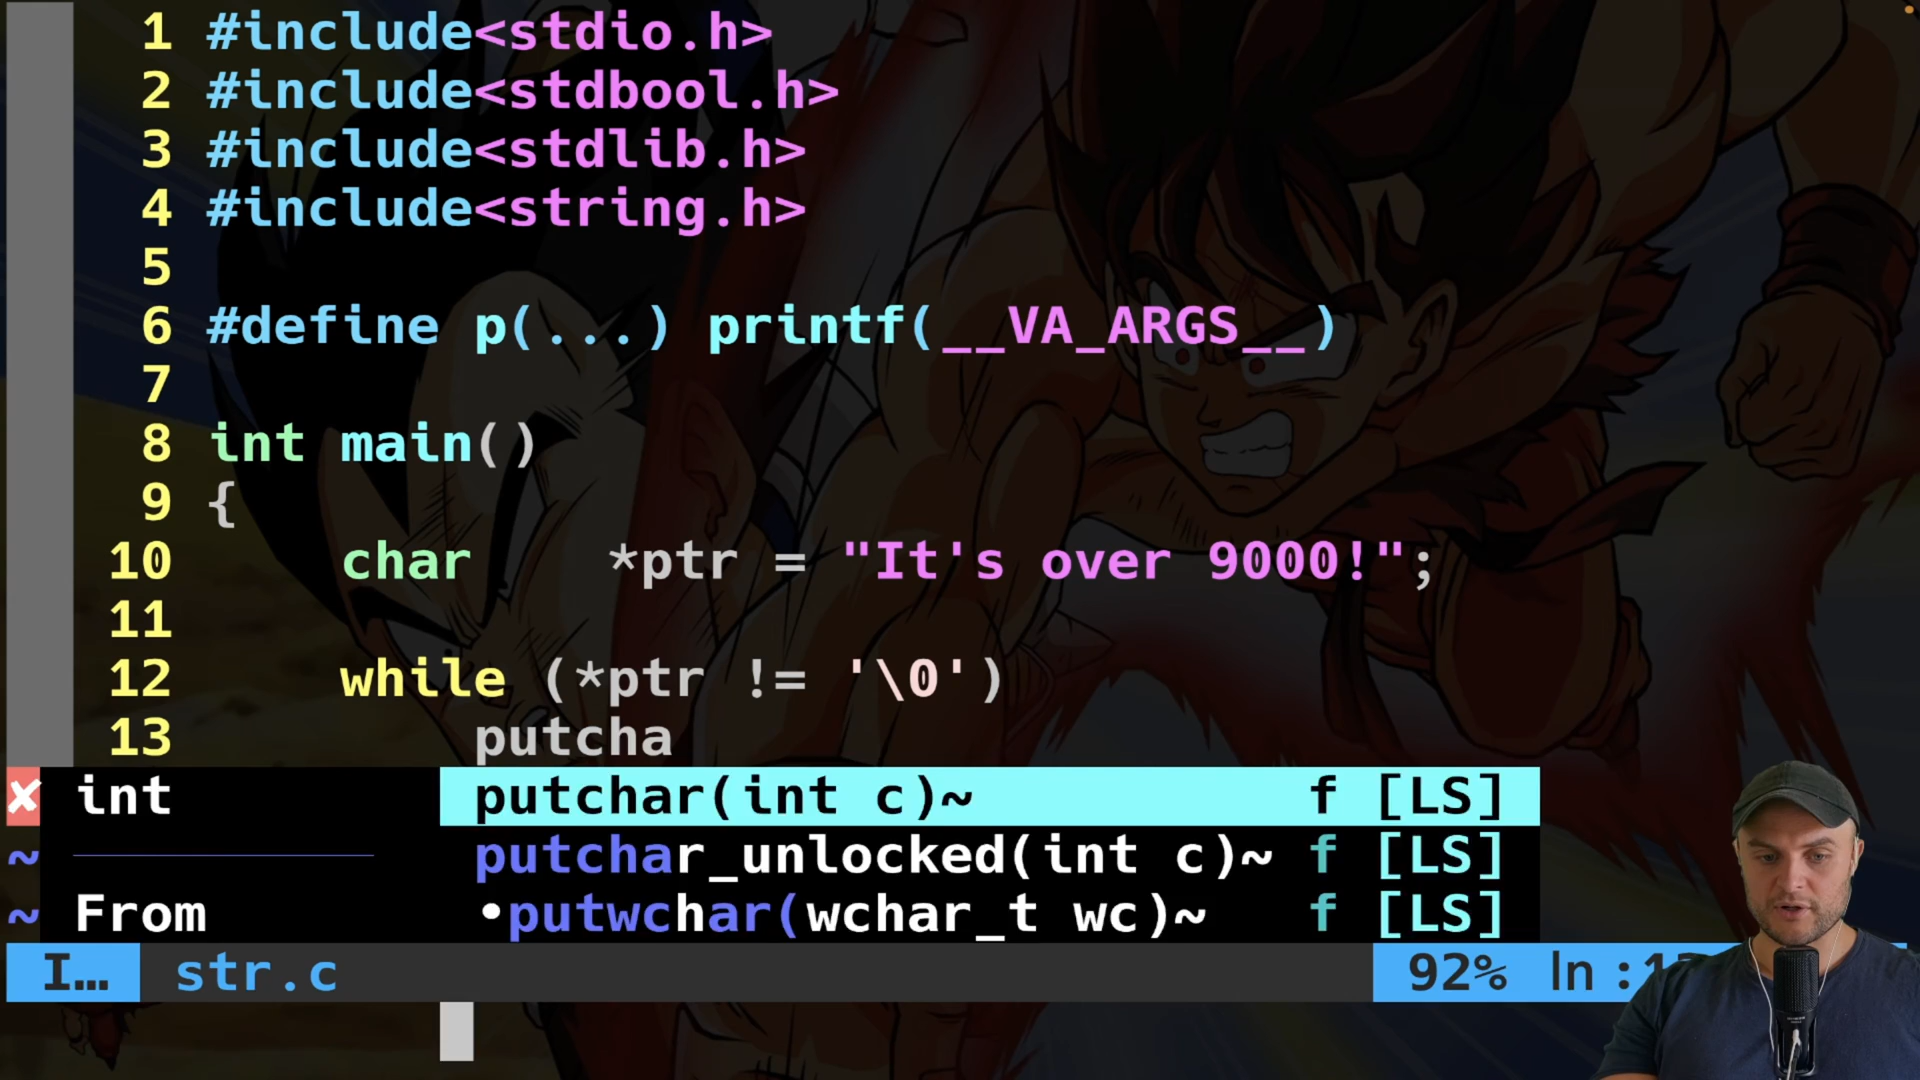 1 #include<stdio.h>
2 #include<stdbool.h>
3 #include<stdlib.h>
4 #include<string.h>
5
6 #define p(...) printf(__VA_ARGS__)
7
8 int main()
9 {
10 char *ptr = "It's over 9000!";
11
12 while (*ptr != '\0')
13 putcha
✘ int putchar(int c)~ f [LS]
~ putchar_unlocked(int c)~ f [LS]
~ From •putwchar(wchar_t wc)~ f [LS]
I… str.c 92% ln :